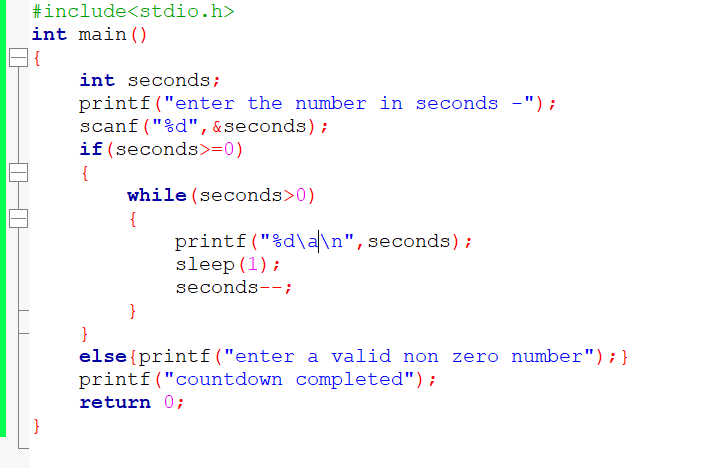 #include<stdio.h>
int main()
{
    int seconds;
    printf("enter the number in seconds -");
    scanf("%d",&seconds);
    if(seconds>=0)
    {
        while(seconds>0)
        {
            printf("%d\a\n",seconds);
            sleep(1);
            seconds--;
        }
    }
    else{printf("enter a valid non zero number");}
    printf("countdown completed");
    return 0;
}